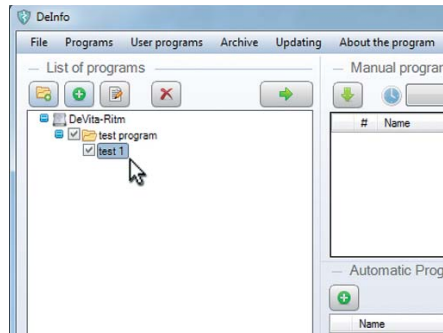 DeInfo
File Programs User programs Archive Updating About the program
List of programs
Manual progra
# Name
DeVita-Ritm
test program
test 1
Automatic Prog
Name